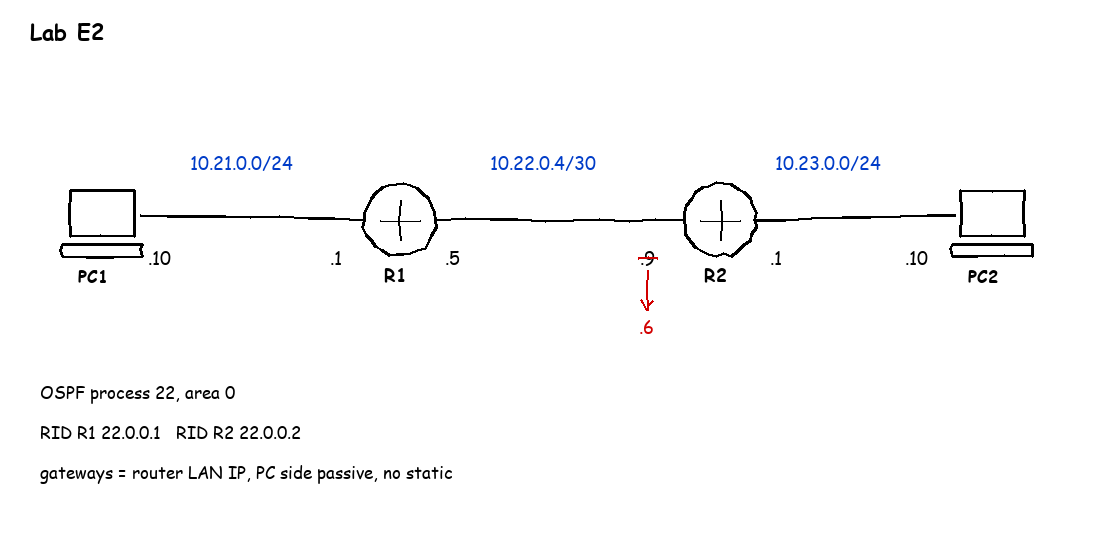 Lab E2
10.21.0.0/24 10.22.0.4/30 10.23.0.0/24
.10 .1 .5 .9 .1 .10
PC1 R1 R2 PC2
.6
OSPF process 22, area 0
RID R1 22.0.0.1 RID R2 22.0.0.2
gateways = router LAN IP, PC side passive, no static